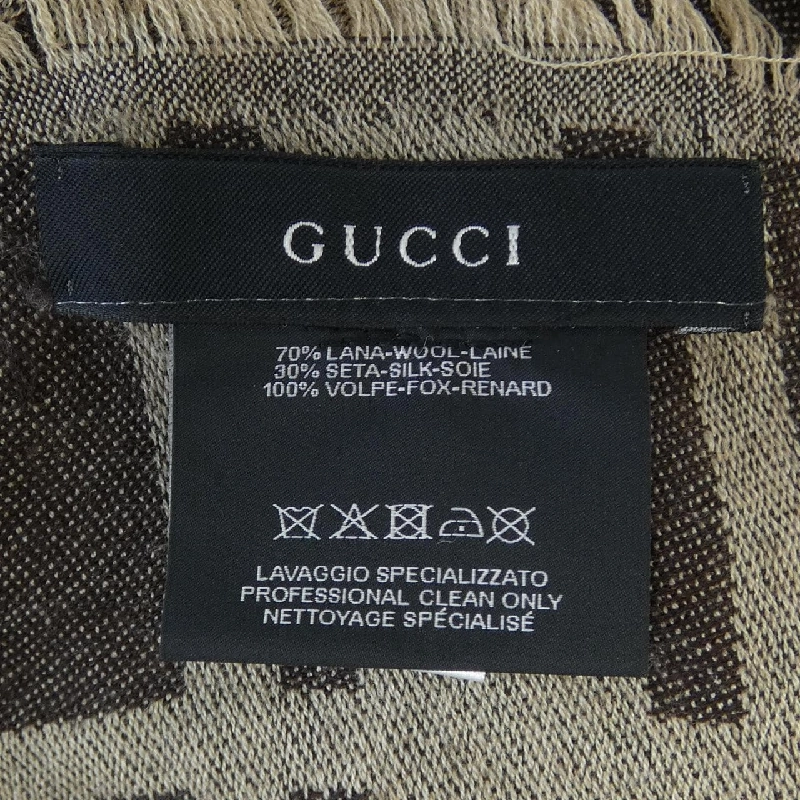 GUCCI
70% LANA-WOOL-LAINE
30% SETA-SILK-SOIE
100% VOLPE-FOX-RENARD
LAVAGGIO SPECIALIZZATO
PROFESSIONAL CLEAN ONLY
NETTOYAGE SPÉCIALISÉ